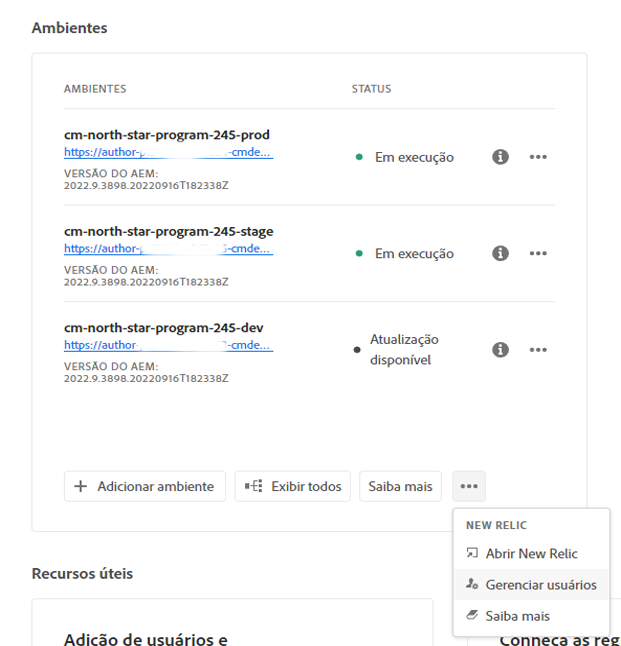 Ambientes
AMBIENTES STATUS
cm-north-star-program-245-prod
https://author-p -cmde...
Em execução
VERSÃO DO AEM:
2022.9.3898.20220916T182338Z
cm-north-star-program-245-stage
https://author- -cmde...
Em execução
VERSÃO DO AEM:
2022.9.3898.20220916T182338Z
cm-north-star-program-245-dev
https://author- -cmde...
Atualização
disponível
VERSÃO DO AEM:
2022.9.3898.20220916T182338Z
Adicionar ambiente Exibir todos Saiba mais
NEW RELIC
Abrir New Relic
Gerenciar usuários
Saiba mais
Recursos úteis
Adição de usuários e
Conheça as reg